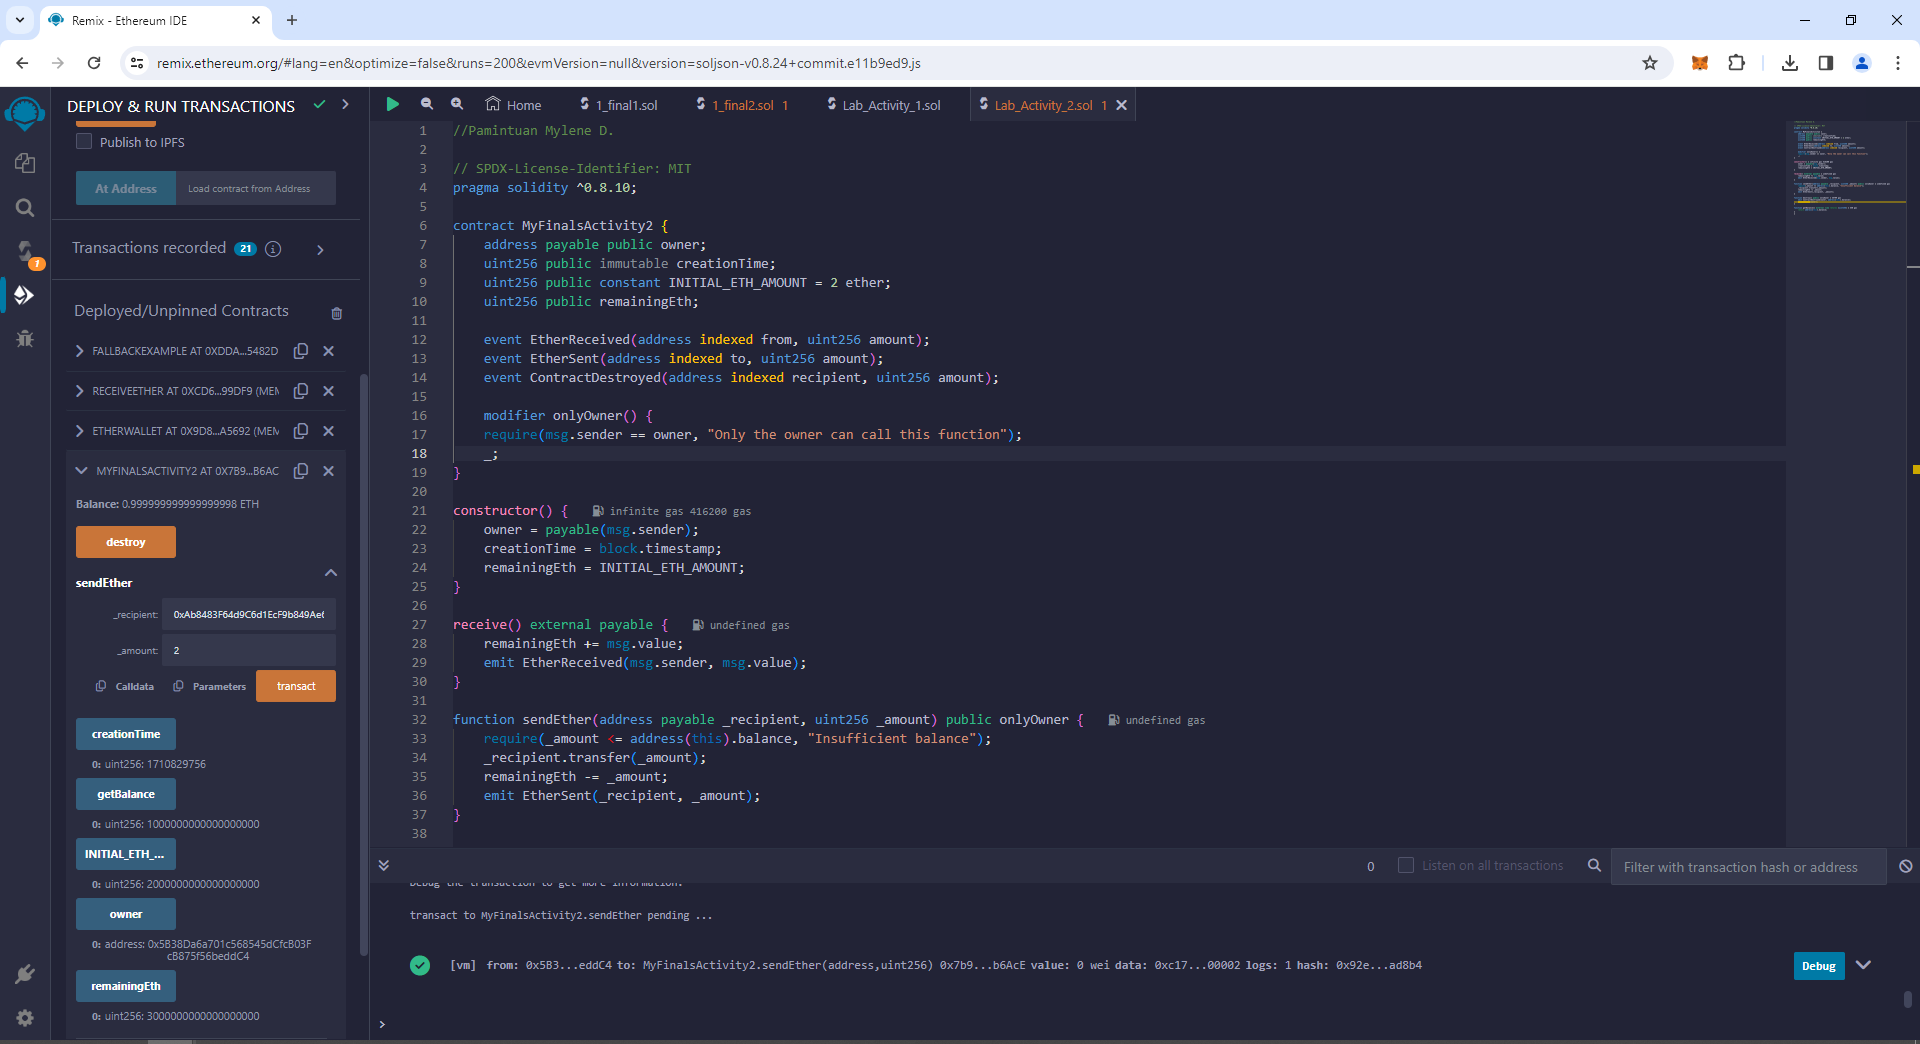 Remix - Ethereum IDE
remix.ethereum.org/#lang=en&optimize=false&runs=200&evmVersion=null&version=soljson-v0.8.24+commit.e11b9ed9.js
DEPLOY & RUN TRANSACTIONS
Publish to IPFS
At Address
Load contract from Address
Transactions recorded 21
1
Deployed/Unpinned Contracts
FALLBACKEXAMPLE AT 0XDDA...5482D
RECEIVEETHER AT 0XCD6...99DF9 (MEM
ETHERWALLET AT 0X9D8...A5692 (MEM
MYFINALSACTIVITY2 AT 0X7B9...B6AC
Balance: 0.999999999999999998 ETH
destroy
sendEther
_recipient: 0xAb8483F64d9C6d1EcF9b849Ae6
_amount: 2
Calldata Parameters transact
creationTime
0: uint256: 1710829756
getBalance
0: uint256: 1000000000000000000
INITIAL_ETH_...
0: uint256: 2000000000000000000
owner
0: address: 0x5B38Da6a701c568545dCfcB03F
cB875f56beddC4
remainingEth
0: uint256: 3000000000000000000
Home 1_final1.sol 1_final2.sol 1 Lab_Activity_1.sol Lab_Activity_2.sol 1
1 //Pamintuan Mylene D.
2
3 // SPDX-License-Identifier: MIT
4 pragma solidity ^0.8.10;
5
6 contract MyFinalsActivity2 {
7 address payable public owner;
8 uint256 public immutable creationTime;
9 uint256 public constant INITIAL_ETH_AMOUNT = 2 ether;
10 uint256 public remainingEth;
11
12 event EtherReceived(address indexed from, uint256 amount);
13 event EtherSent(address indexed to, uint256 amount);
14 event ContractDestroyed(address indexed recipient, uint256 amount);
15
16 modifier onlyOwner() {
17 require(msg.sender == owner, "Only the owner can call this function");
18 _;
19 }
20
21 constructor() { infinite gas 416200 gas
22 owner = payable(msg.sender);
23 creationTime = block.timestamp;
24 remainingEth = INITIAL_ETH_AMOUNT;
25 }
26
27 receive() external payable { undefined gas
28 remainingEth += msg.value;
29 emit EtherReceived(msg.sender, msg.value);
30 }
31
32 function sendEther(address payable _recipient, uint256 _amount) public onlyOwner { undefined gas
33 require(_amount <= address(this).balance, "Insufficient balance");
34 _recipient.transfer(_amount);
35 remainingEth -= _amount;
36 emit EtherSent(_recipient, _amount);
37 }
38
0 Listen on all transactions Filter with transaction hash or address
Debug the transaction to get more information.
transact to MyFinalsActivity2.sendEther pending ...
[vm] from: 0x5B3...eddC4 to: MyFinalsActivity2.sendEther(address,uint256) 0x7b9...b6AcE value: 0 wei data: 0xc17...00002 logs: 1 hash: 0x92e...ad8b4
Debug
>